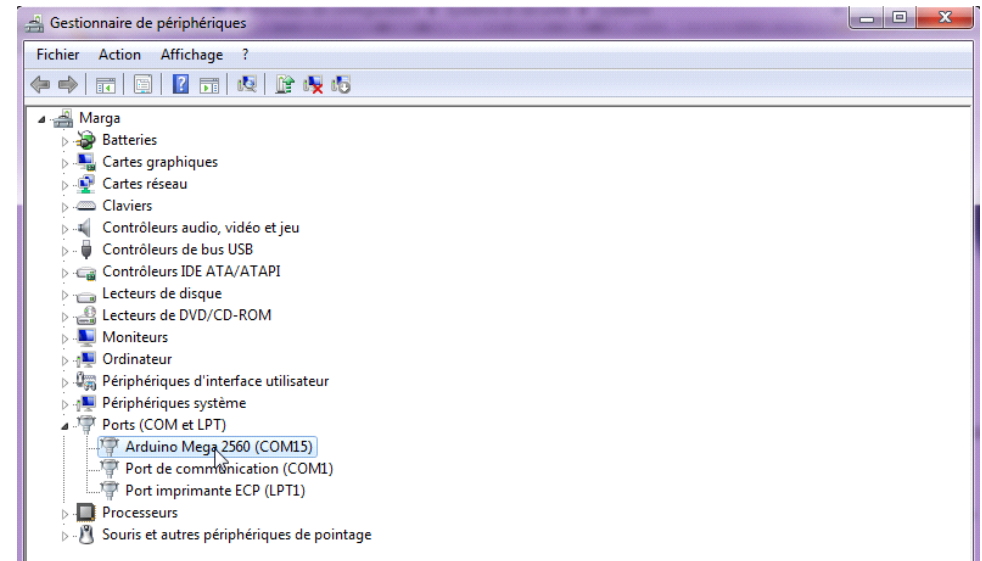 Gestionnaire de périphériques
Fichier Action Affichage ?
Marga
Batteries
Cartes graphiques
Cartes réseau
Claviers
Contrôleurs audio, vidéo et jeu
Contrôleurs de bus USB
Contrôleurs IDE ATA/ATAPI
Lecteurs de disque
Lecteurs de DVD/CD-ROM
Moniteurs
Ordinateur
Périphériques d'interface utilisateur
Périphériques système
Ports (COM et LPT)
Arduino Mega 2560 (COM15)
Port de communication (COM1)
Port imprimante ECP (LPT1)
Processeurs
Souris et autres périphériques de pointage